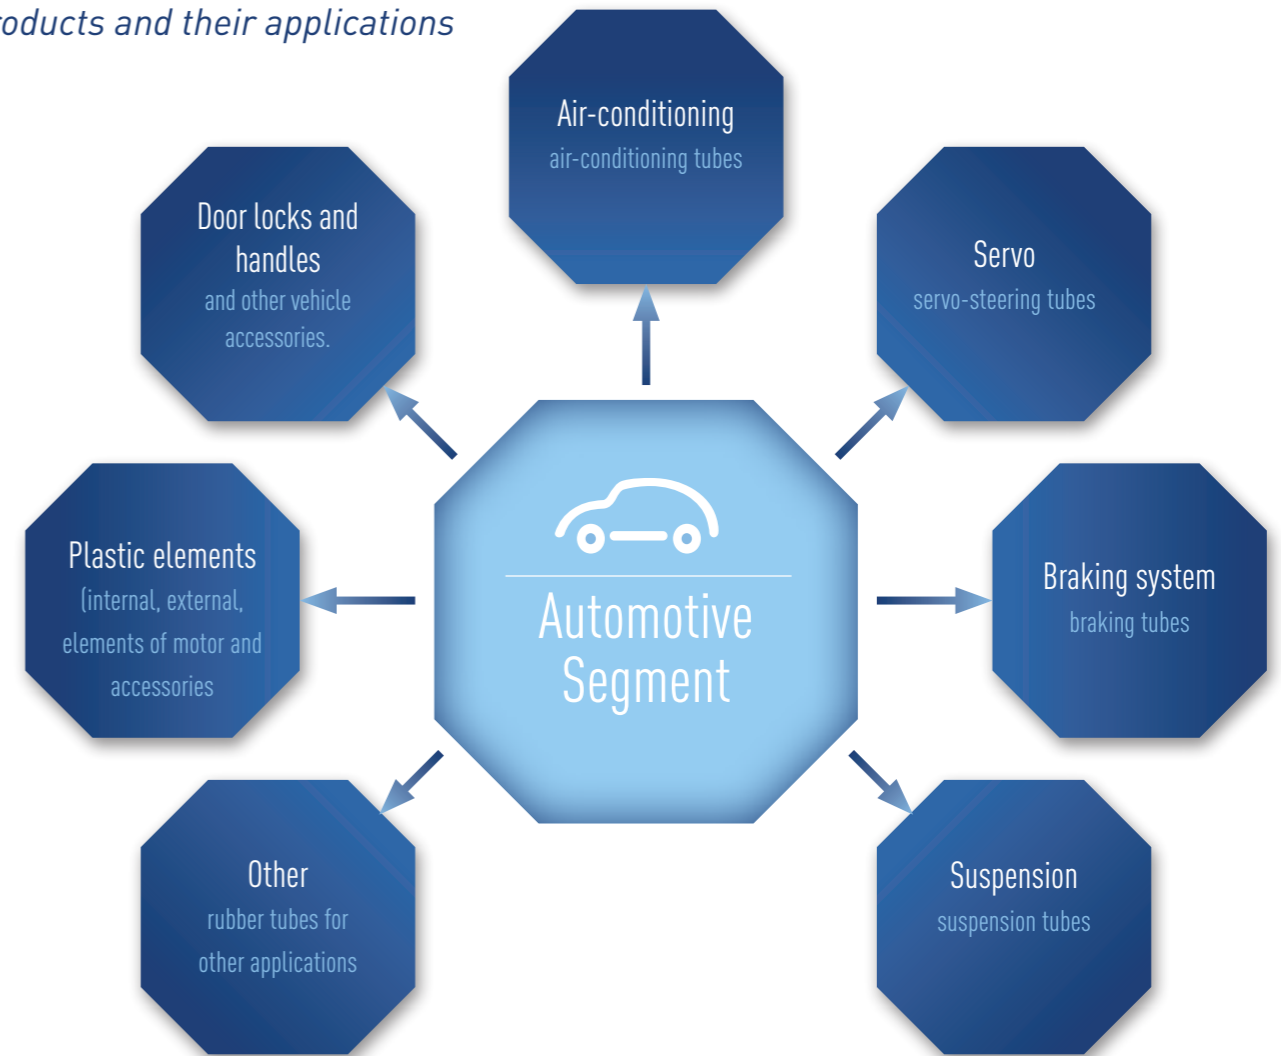 roducts and their applications
Air-conditioning
air-conditioning tubes
Door locks and
handles
and other vehicle
accessories.
Servo
servo-steering tubes
Plastic elements
(internal, external,
elements of motor and
accessories
Automotive
Segment
Braking system
braking tubes
Other
rubber tubes for
other applications
Suspension
suspension tubes